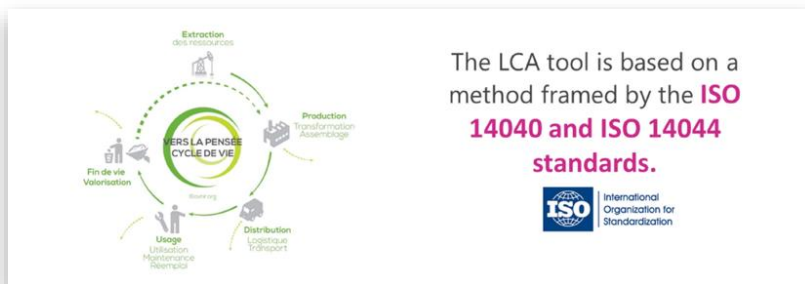 Extraction
des ressources
Production
Transformation
Assemblage
VERS LA PENSÉE
CYCLE DE VIE
Fin de vie
Valorisation
Distribution
Logistique
Transport
Usage
Utilisation
Maintenance
Réemploi
The LCA tool is based on a
method framed by the ISO
14040 and ISO 14044
standards.
ISO
International
Organization for
Standardization